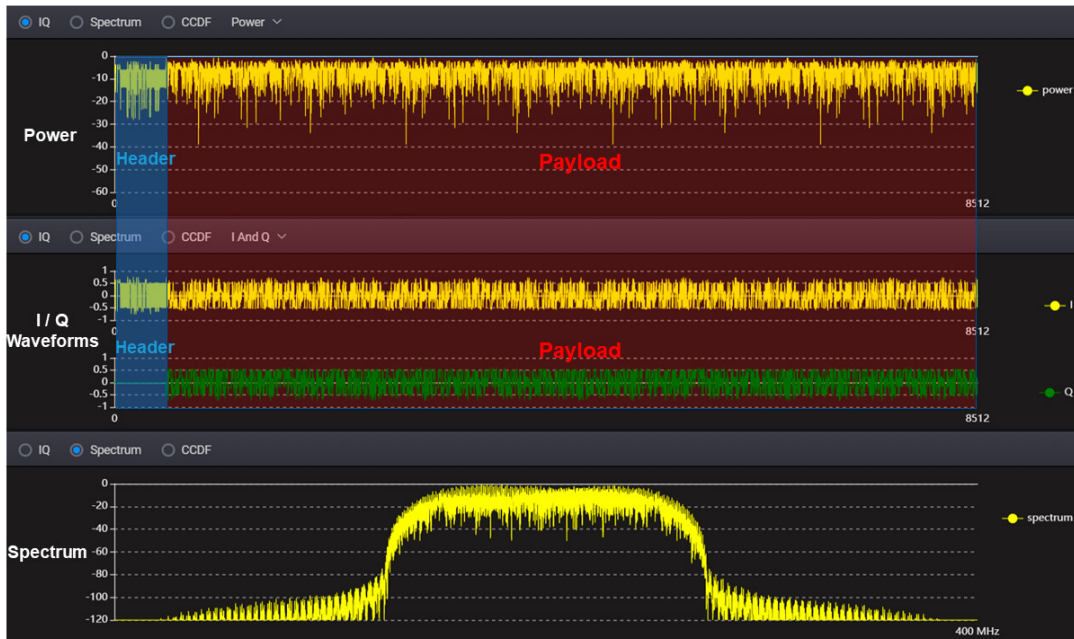 IQ Spectrum CCDF Power
0
-10
-20
-30
-40
-50
-60
Power
Header
Payload
power
0 8512
IQ Spectrum CCDF I And Q
1
0.5
0
-0.5
-1
0 8512
I / Q
Waveforms
Header
Payload
I
1
0.5
0
-0.5
-1
Q
0 8512
IQ Spectrum CCDF
0
-20
-40
-60
-80
-100
-120
Spectrum
spectrum
400 MHz